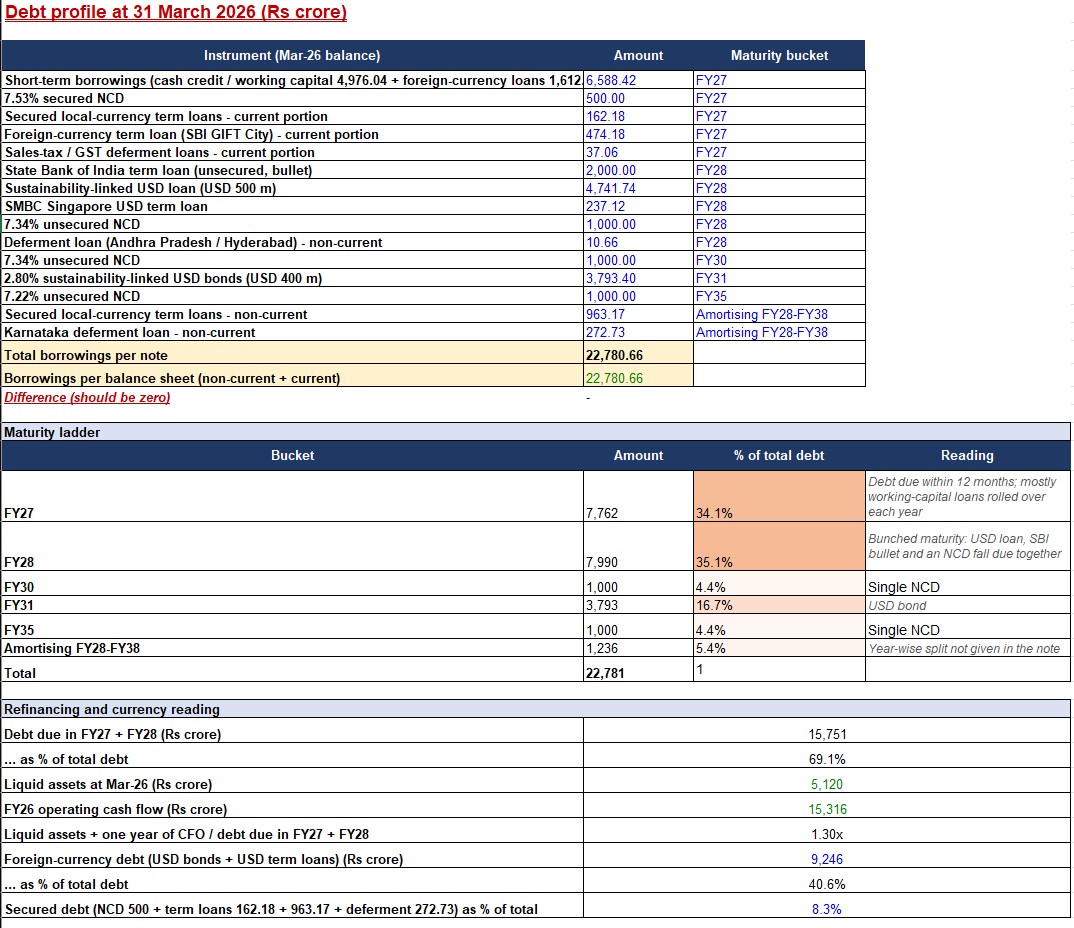 Debt profile at 31 March 2026 (Rs crore)
Instrument (Mar-26 balance) Amount Maturity bucket
Short-term borrowings (cash credit / working capital 4,976.04 + foreign-currency loans 1,612. 6,588.42 FY27
7.53% secured NCD 500.00 FY27
Secured local-currency term loans - current portion 162.18 FY27
Foreign-currency term loan (SBI GIFT City) - current portion 474.18 FY27
Sales-tax / GST deferment loans - current portion 37.06 FY27
State Bank of India term loan (unsecured, bullet) 2,000.00 FY28
Sustainability-linked USD loan (USD 500 m) 4,741.74 FY28
SMBC Singapore USD term loan 237.12 FY28
7.34% unsecured NCD 1,000.00 FY28
Deferment loan (Andhra Pradesh / Hyderabad) - non-current 10.66 FY28
7.34% unsecured NCD 1,000.00 FY30
2.80% sustainability-linked USD bonds (USD 400 m) 3,793.40 FY31
7.22% unsecured NCD 1,000.00 FY35
Secured local-currency term loans - non-current 963.17 Amortising FY28-FY38
Karnataka deferment loan - non-current 272.73 Amortising FY28-FY38
Total borrowings per note 22,780.66
Borrowings per balance sheet (non-current + current) 22,780.66
Difference (should be zero) -
Maturity ladder
Bucket Amount % of total debt Reading
FY27 7,762 34.1% Debt due within 12 months; mostly
working-capital loans rolled over
each year
FY28 7,990 35.1% Bunched maturity: USD loan, SBI
bullet and an NCD fall due together
FY30 1,000 4.4% Single NCD
FY31 3,793 16.7% USD bond
FY35 1,000 4.4% Single NCD
Amortising FY28-FY38 1,236 5.4% Year-wise split not given in the note
Total 22,781 1
Refinancing and currency reading
Debt due in FY27 + FY28 (Rs crore) 15,751
... as % of total debt 69.1%
Liquid assets at Mar-26 (Rs crore) 5,120
FY26 operating cash flow (Rs crore) 15,316
Liquid assets + one year of CFO / debt due in FY27 + FY28 1.30x
Foreign-currency debt (USD bonds + USD term loans) (Rs crore) 9,246
... as % of total debt 40.6%
Secured debt (NCD 500 + term loans 162.18 + 963.17 + deferment 272.73) as % of total 8.3%